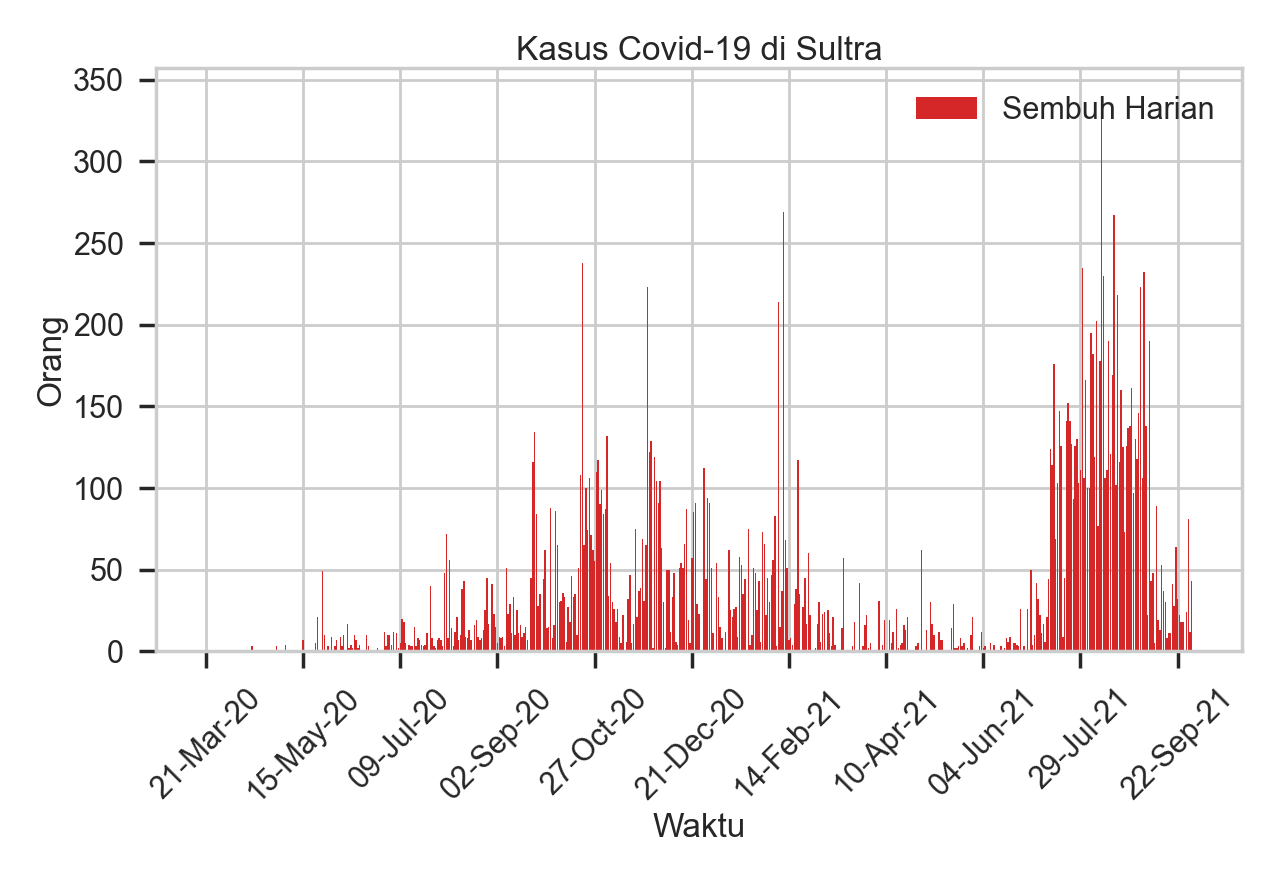 Kasus Covid-19 di Sultra
Sembuh Harian
350
300
250
200
150
100
50
0
Orang
21-Mar-20
15-May-20
09-Jul-20
02-Sep-20
27-Oct-20
21-Dec-20
14-Feb-21
10-Apr-21
04-Jun-21
29-Jul-21
22-Sep-21
Waktu